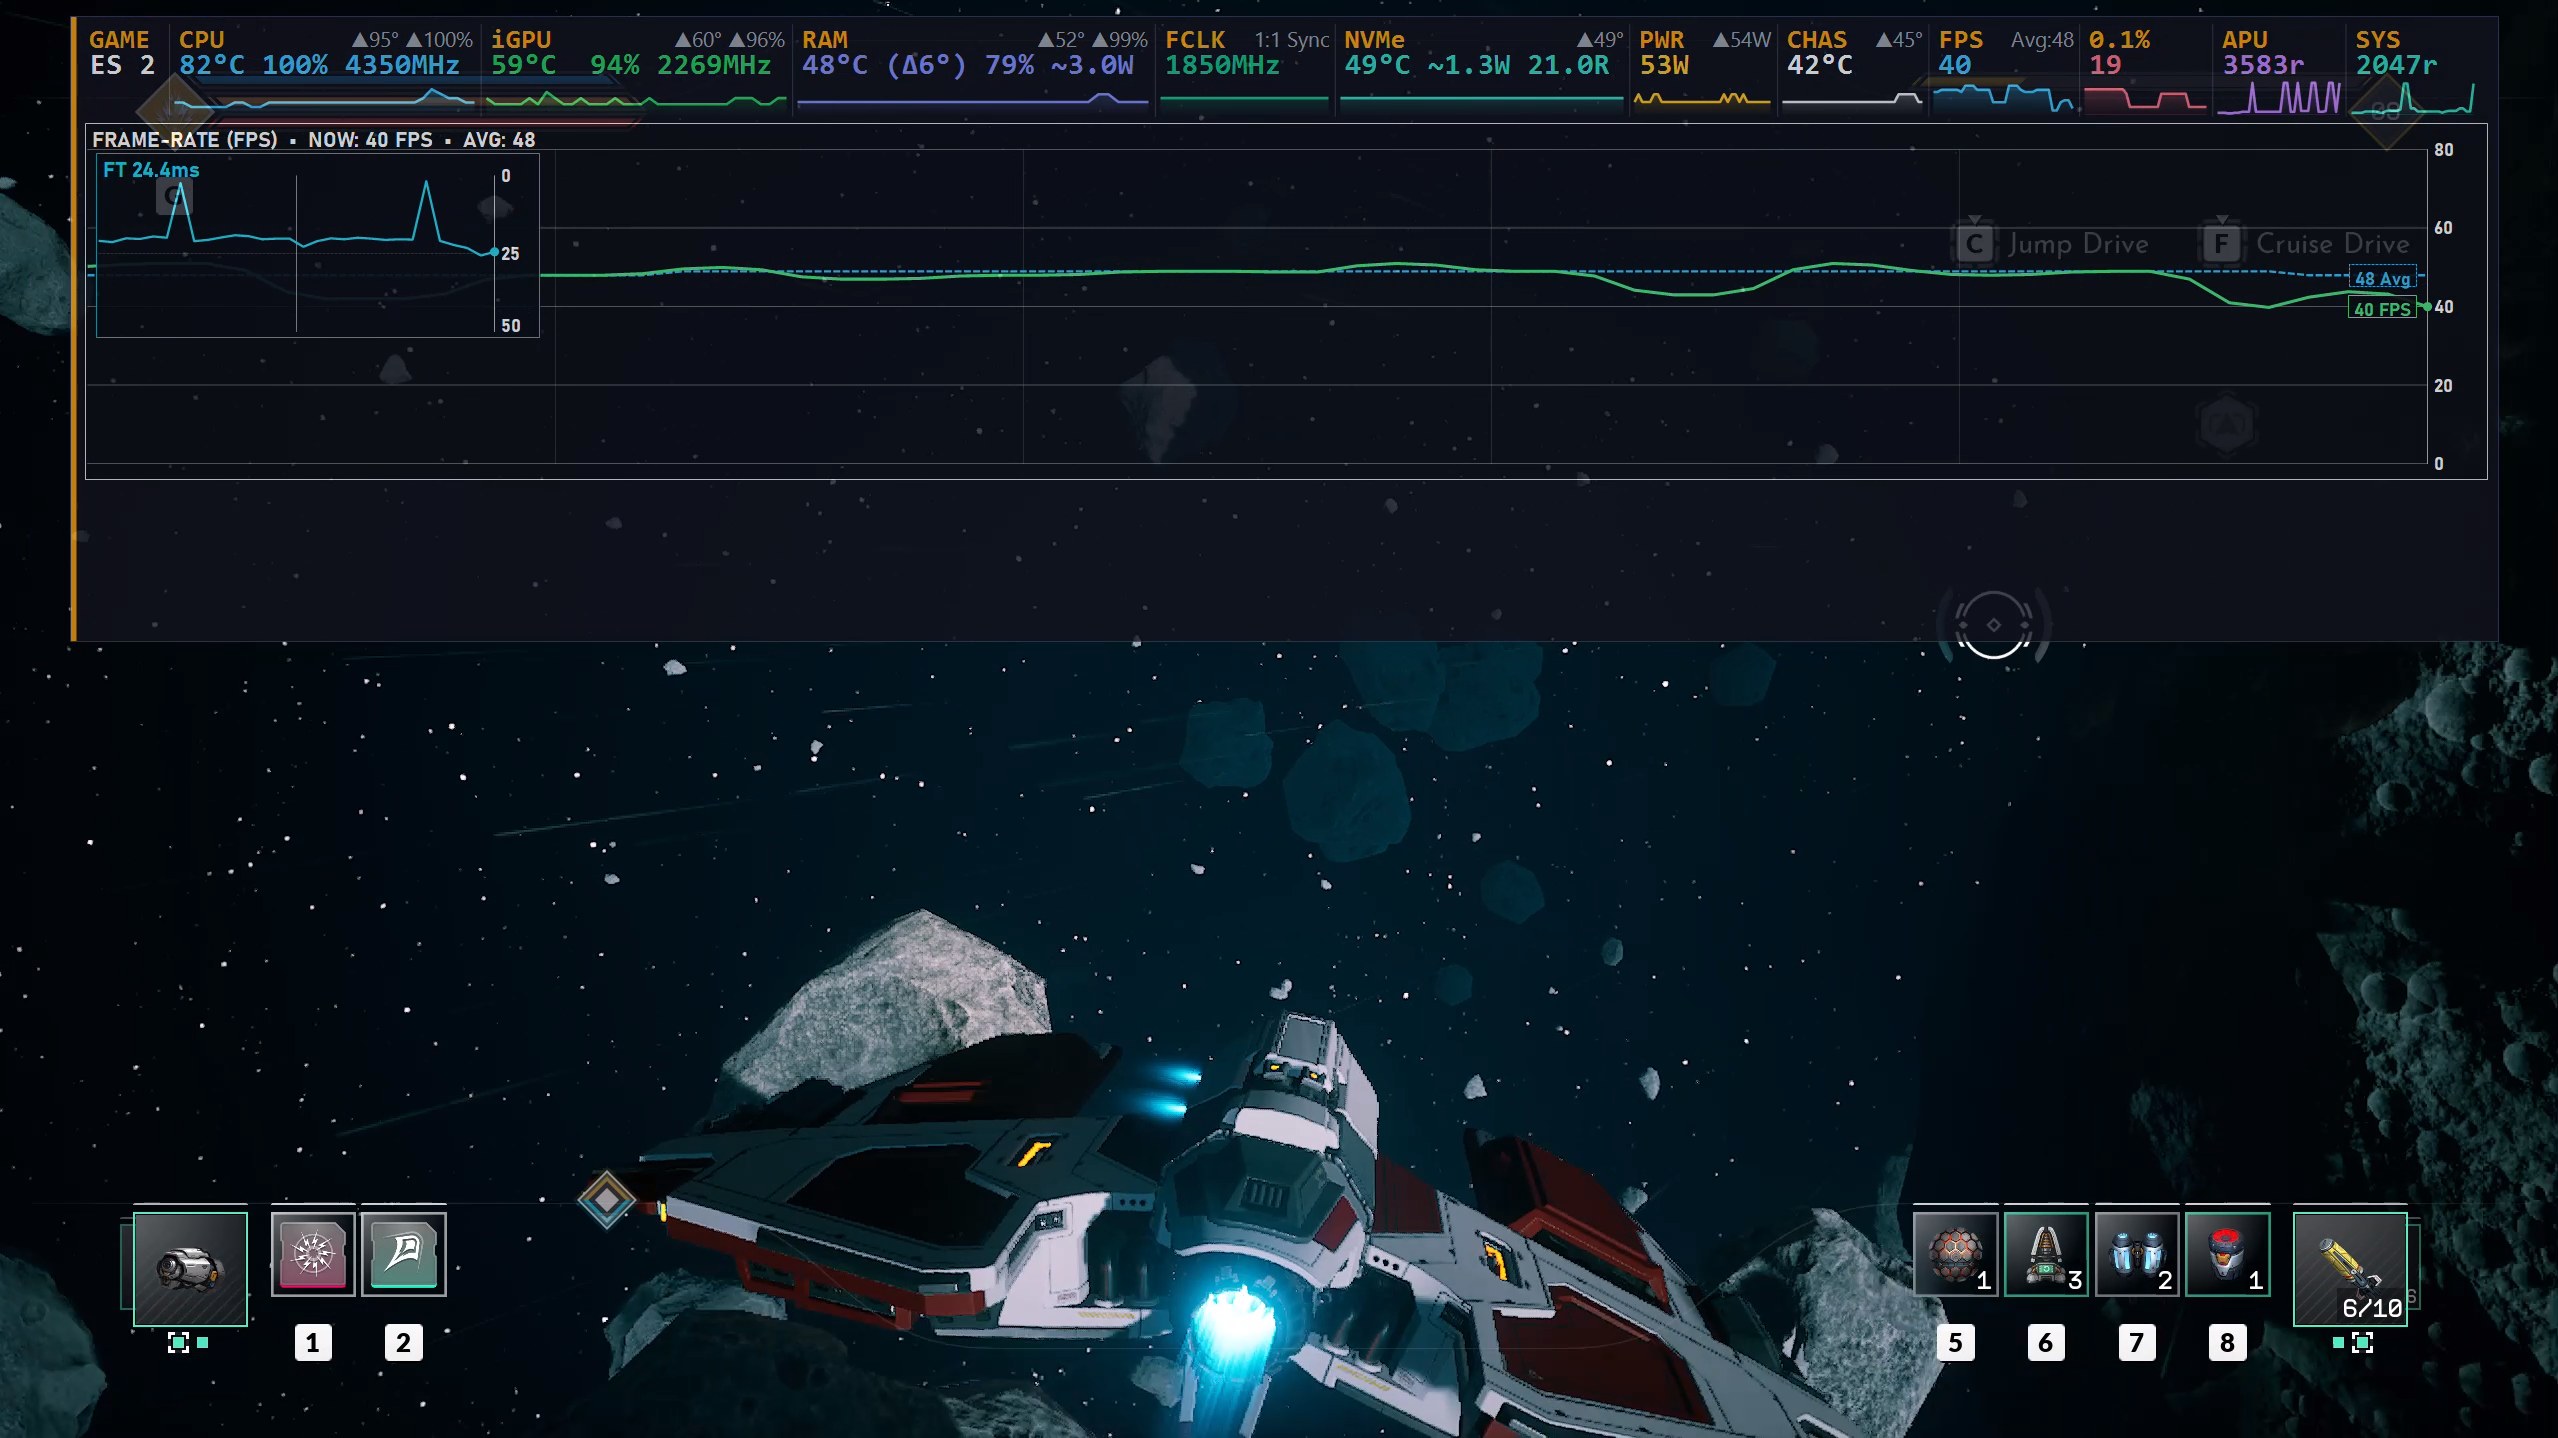 GAME CPU ▲95° ▲100% iGPU ▲60° ▲96% RAM ▲52° ▲99% FCLK 1:1 Sync NVMe ▲49° PWR ▲54W CHAS ▲45° FPS Avg:48 0.1% APU SYS
ES 2 82°C 100% 4350MHz 59°C 94% 2269MHz 48°C (Δ6°) 79% ~3.0W 1850MHz 49°C ~1.3W 21.0R 53W 42°C 40 19 3583r 2047r
FRAME-RATE (FPS) ▪ NOW: 40 FPS ▪ AVG: 48
80
FT 24.4ms
0
60
C Jump Drive F Cruise Drive
25
48 Avg
40 FPS
40
50
20
0
1 3 2 1
6/10
1 2 5 6 7 8